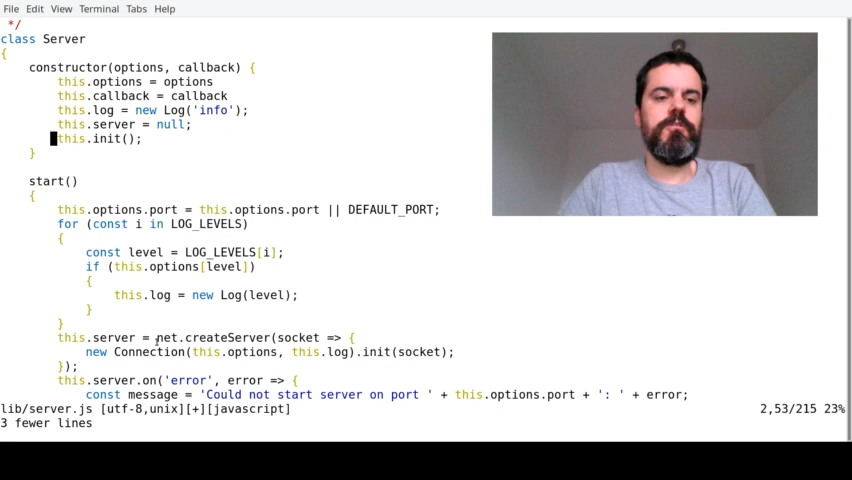 File Edit View Terminal Tabs Help
*/
class Server
{
    constructor(options, callback) {
        this.options = options
        this.callback = callback
        this.log = new Log('info');
        this.server = null;
        this.init();
    }
    start()
    {
        this.options.port = this.options.port || DEFAULT_PORT;
        for (const i in LOG_LEVELS)
        {
            const level = LOG_LEVELS[i];
            if (this.options[level])
            {
                this.log = new Log(level);
            }
        }
        this.server = net.createServer(socket => {
            new Connection(this.options, this.log).init(socket);
        });
        this.server.on('error', error => {
            const message = 'Could not start server on port ' + this.options.port + ': ' + error;
lib/server.js [utf-8,unix][+][javascript] 2,53/215 23%
3 fewer lines